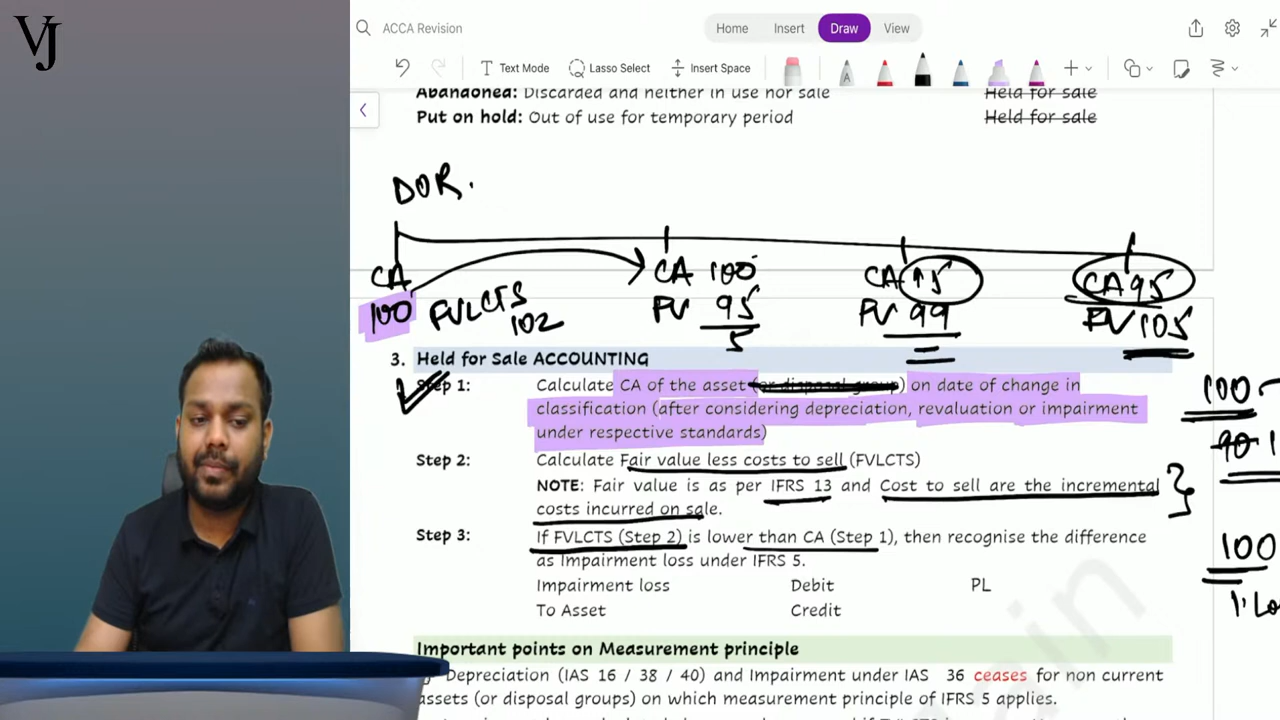 VJ
ACCA Revision
Home Insert Draw View
Text Mode Lasso Select Insert Space
Abandoned: Discarded and neither in use nor sale Held for sale
Put on hold: Out of use for temporary period Held for sale
DOR.
CA
100 FVLCTS
102
CA 100
FV 95
5
CA 95
FV 99
CA 95
FV 105
3. Held for Sale ACCOUNTING
Step 1: Calculate CA of the asset (or disposal group) on date of change in
classification (after considering depreciation, revaluation or impairment
under respective standards)
100
90
Step 2: Calculate Fair value less costs to sell (FVLCTS)
NOTE: Fair value is as per IFRS 13 and Cost to sell are the incremental
costs incurred on sale.
Step 3: If FVLCTS (Step 2) is lower than CA (Step 1), then recognise the difference
as Impairment loss under IFRS 5.
100
Impairment loss Debit PL
To Asset Credit
Important points on Measurement principle
Depreciation (IAS 16 / 38 / 40) and Impairment under IAS 36 ceases for non current
assets (or disposal groups) on which measurement principle of IFRS 5 applies.